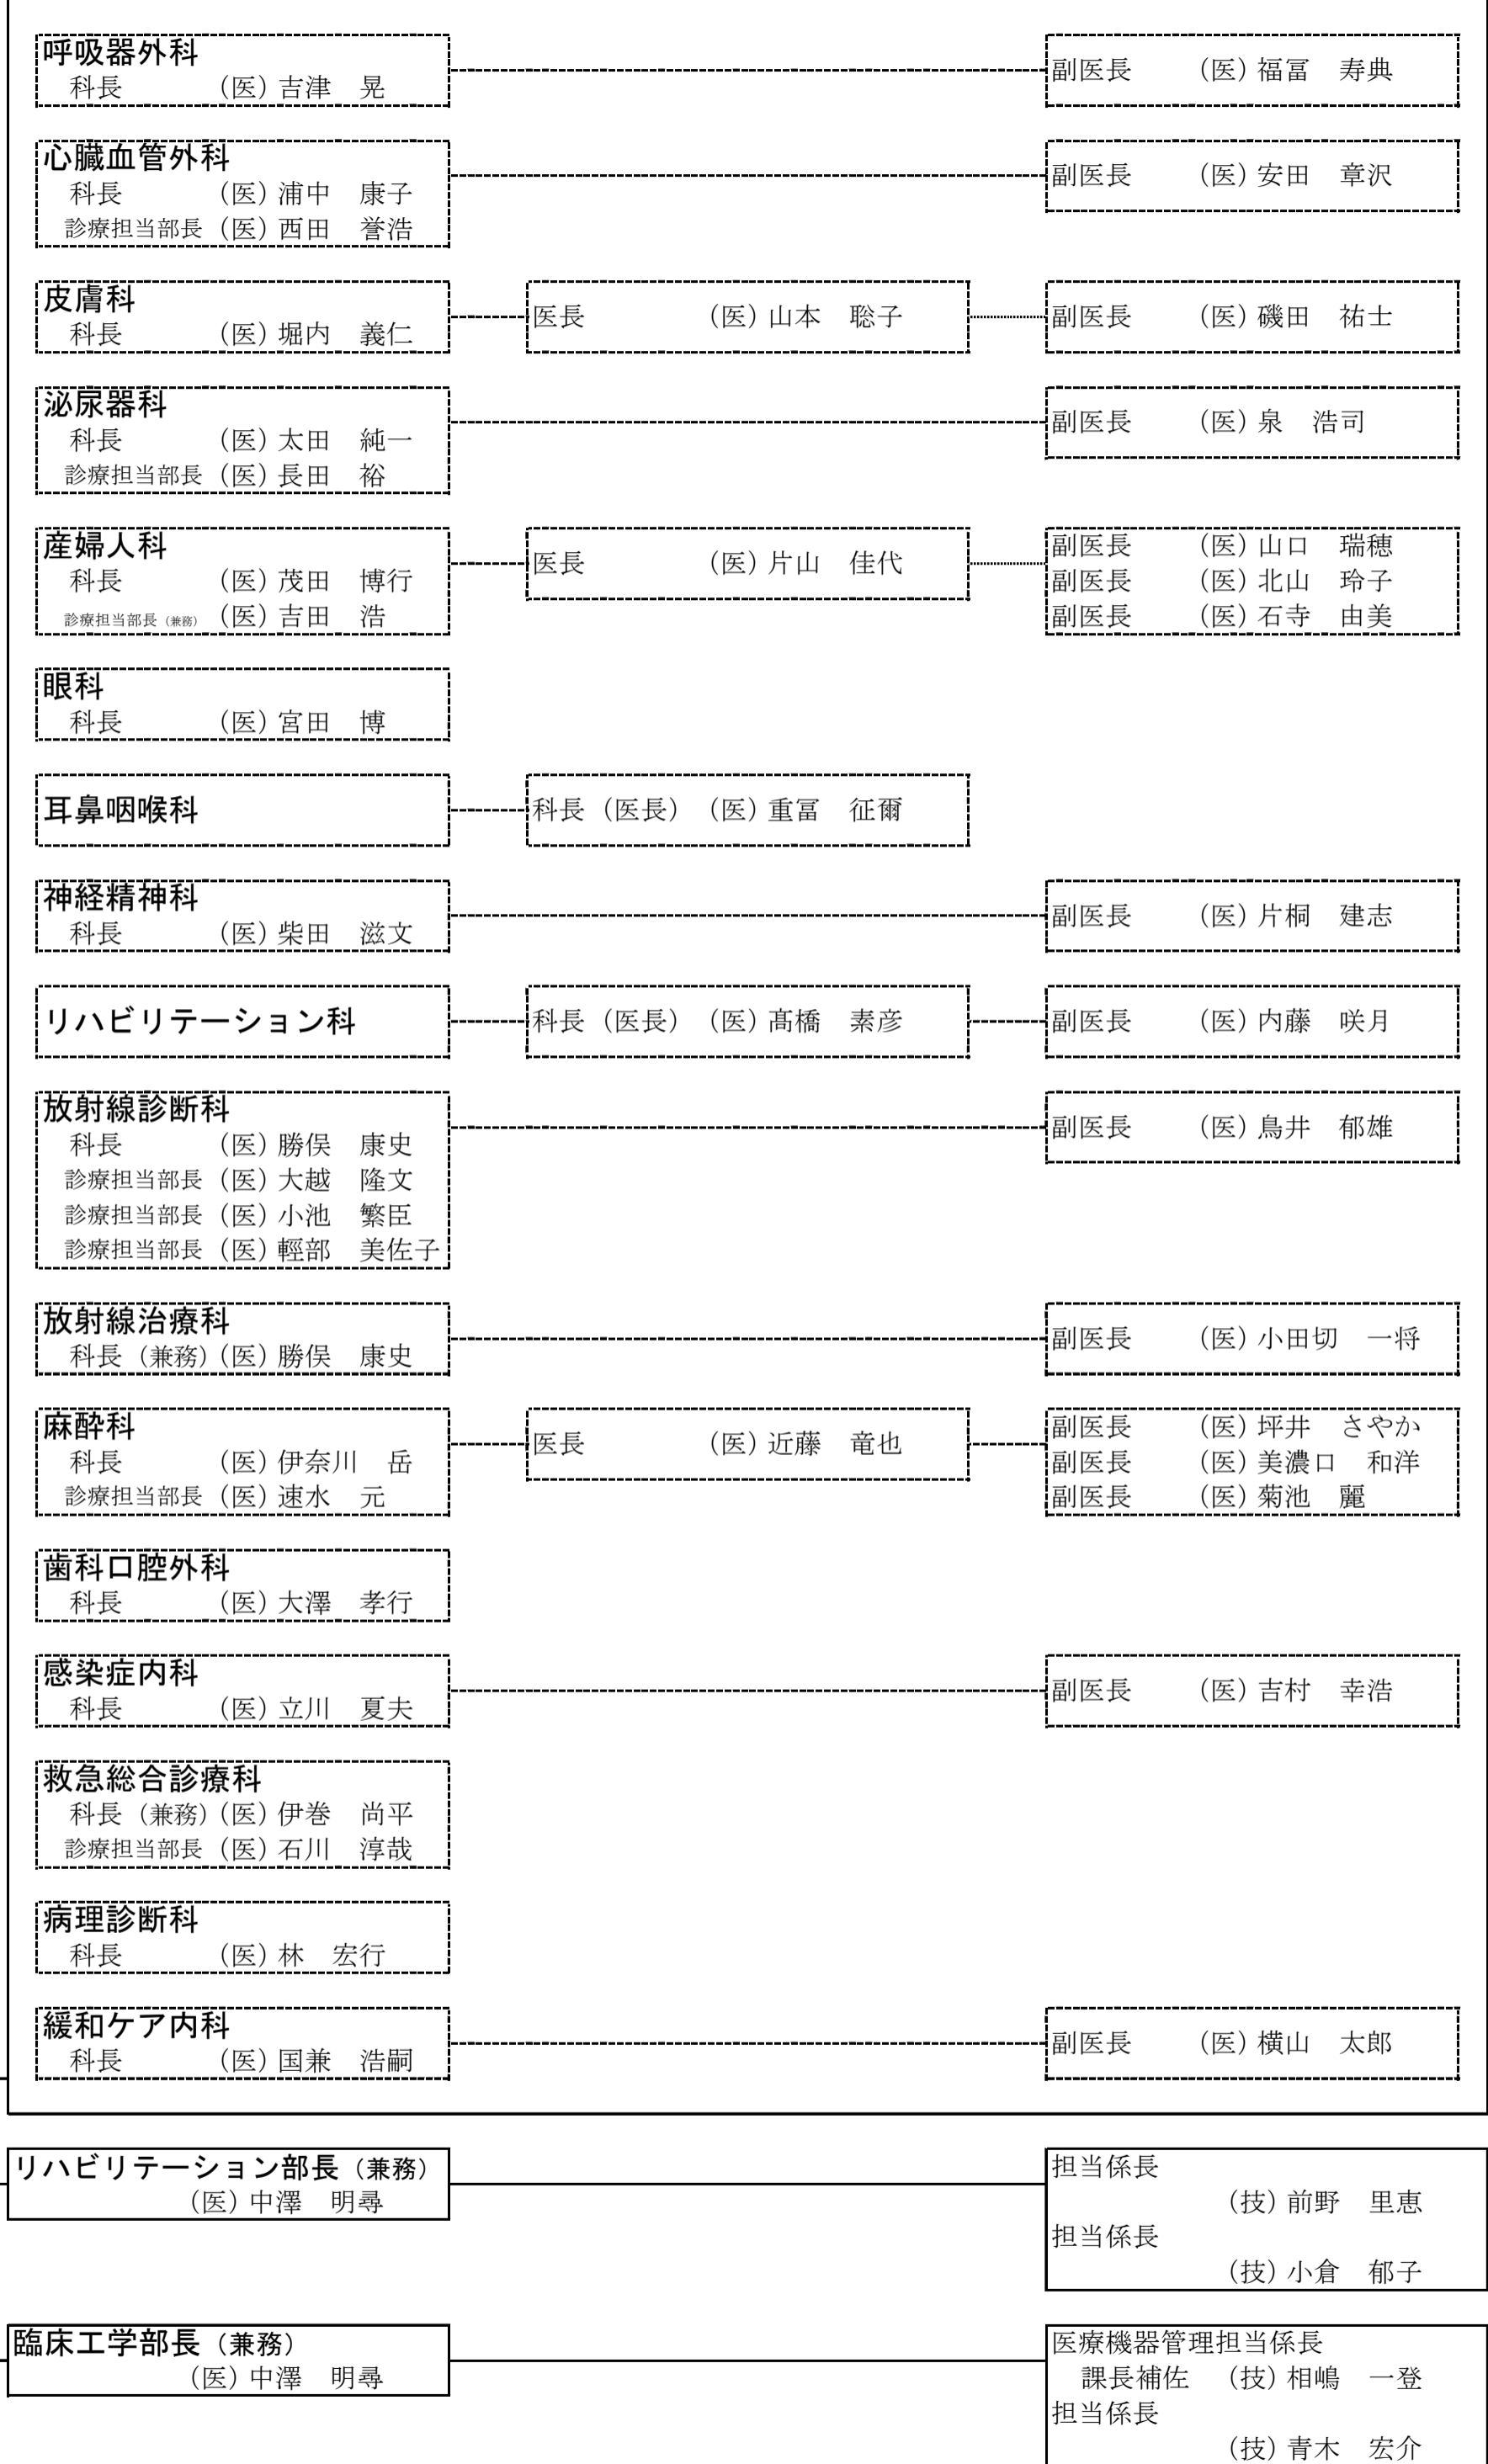 呼吸器外科
科長 (医) 吉津 晃
副医長 (医) 福冨 寿典
心臓血管外科
科長 (医) 浦中 康子
診療担当部長 (医) 西田 誉浩
副医長 (医) 安田 章沢
皮膚科
科長 (医) 堀内 義仁
医長 (医) 山本 聡子
副医長 (医) 磯田 祐士
泌尿器科
科長 (医) 太田 純一
診療担当部長 (医) 長田 裕
副医長 (医) 泉 浩司
産婦人科
科長 (医) 茂田 博行
診療担当部長(兼務) (医) 吉田 浩
医長 (医) 片山 佳代
副医長 (医) 山口 瑞穂
副医長 (医) 北山 玲子
副医長 (医) 石寺 由美
眼科
科長 (医) 宮田 博
耳鼻咽喉科
科長(医長) (医) 重冨 征爾
神経精神科
科長 (医) 柴田 滋文
副医長 (医) 片桐 建志
リハビリテーション科
科長(医長) (医) 髙橋 素彦
副医長 (医) 内藤 咲月
放射線診断科
科長 (医) 勝俣 康史
診療担当部長 (医) 大越 隆文
診療担当部長 (医) 小池 繁臣
診療担当部長 (医) 輕部 美佐子
副医長 (医) 鳥井 郁雄
放射線治療科
科長(兼務) (医) 勝俣 康史
副医長 (医) 小田切 一将
麻酔科
科長 (医) 伊奈川 岳
診療担当部長 (医) 速水 元
医長 (医) 近藤 竜也
副医長 (医) 坪井 さやか
副医長 (医) 美濃口 和洋
副医長 (医) 菊池 麗
歯科口腔外科
科長 (医) 大澤 孝行
感染症内科
科長 (医) 立川 夏夫
副医長 (医) 吉村 幸浩
救急総合診療科
科長(兼務) (医) 伊巻 尚平
診療担当部長 (医) 石川 淳哉
病理診断科
科長 (医) 林 宏行
緩和ケア内科
科長 (医) 国兼 浩嗣
副医長 (医) 横山 太郎
リハビリテーション部長(兼務)
(医) 中澤 明尋
担当係長
(技) 前野 里恵
担当係長
(技) 小倉 郁子
臨床工学部長(兼務)
(医) 中澤 明尋
医療機器管理担当係長
課長補佐 (技) 相嶋 一登
担当係長
(技) 青木 宏介